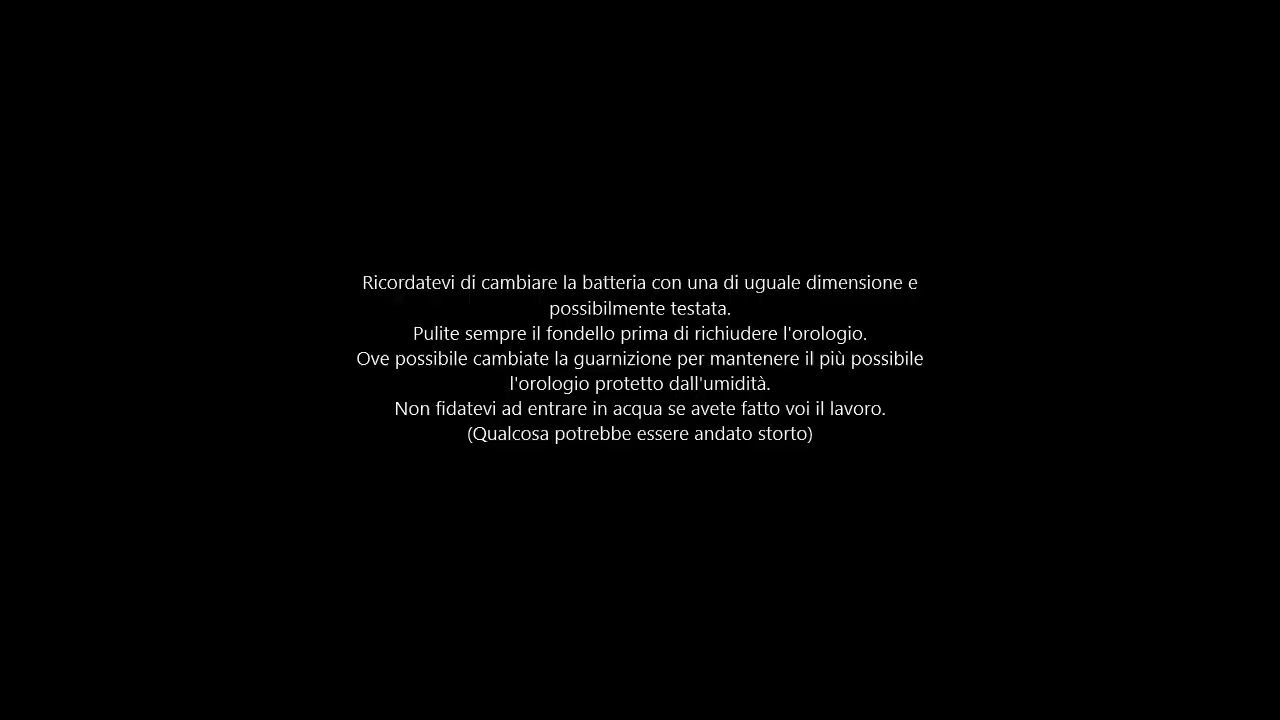 Ricordatevi di cambiare la batteria con una di uguale dimensione e
possibilmente testata.
Pulite sempre il fondello prima di richiudere l'orologio.
Ove possibile cambiate la guarnizione per mantenere il più possibile
l'orologio protetto dall'umidità.
Non fidatevi ad entrare in acqua se avete fatto voi il lavoro.
(Qualcosa potrebbe essere andato storto)